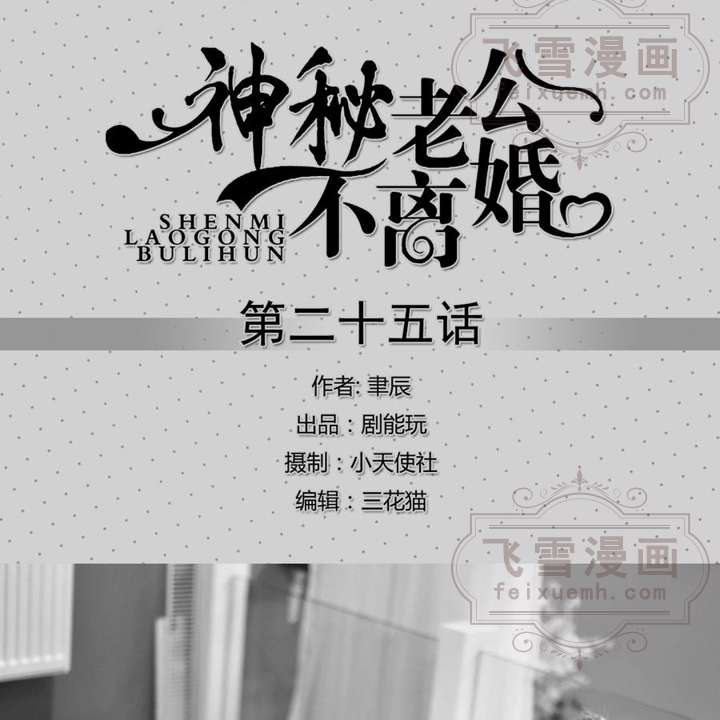 飞雪漫画
feixuemh.com
神秘老公
不离婚
SHENMI
LAOGONG
BULIHUN
第二十五话
作者: 聿辰
出品：剧能玩
摄制：小天使社
编辑：三花猫
飞雪漫画
feixuemh.com